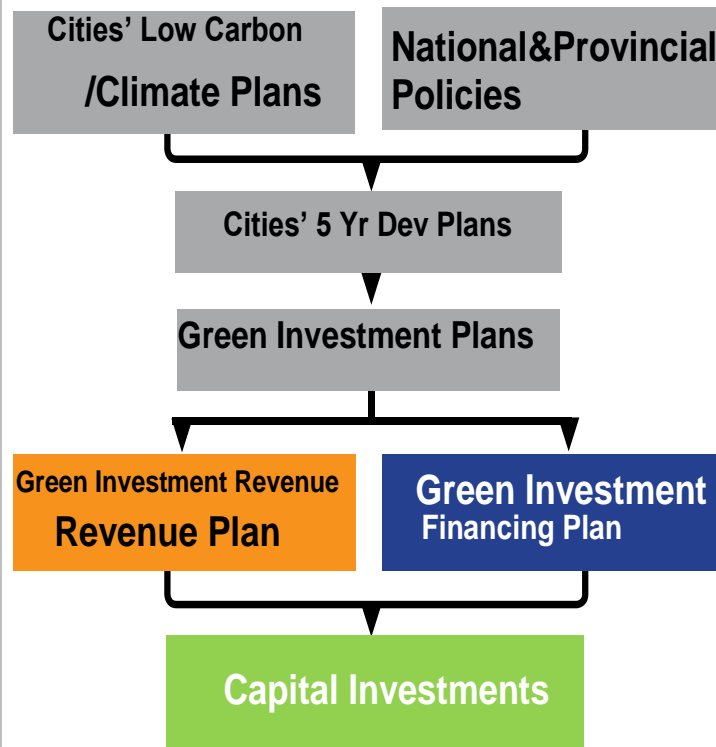 Cities' Low Carbon
/Climate Plans
National&Provincial
Policies
Cities' 5 Yr Dev Plans
Green Investment Plans
Green Investment Revenue
Revenue Plan
Green Investment
Financing Plan
Capital Investments